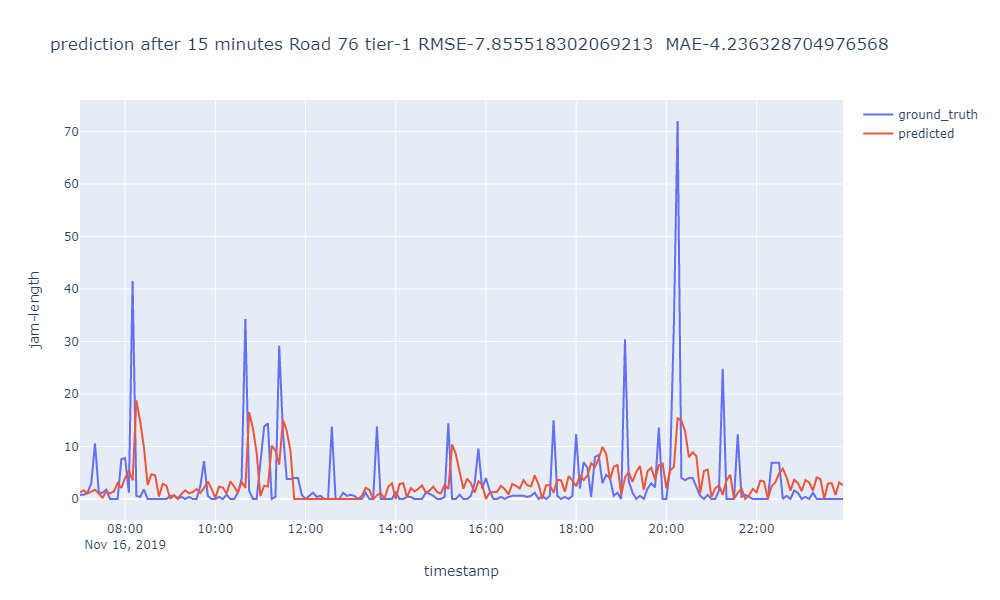 prediction after 15 minutes Road 76 tier-1 RMSE-7.855518302069213  MAE-4.236328704976568
ground_truth
predicted
70
60
50
40
30
20
10
0
jam-length
08:00 10:00 12:00 14:00 16:00 18:00 20:00 22:00
Nov 16, 2019
timestamp